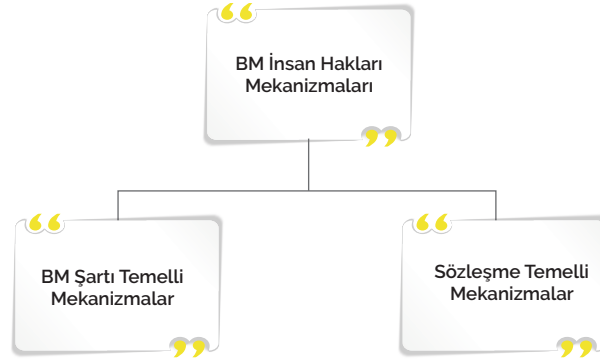 BM İnsan Hakları
Mekanizmaları
BM Şartı Temelli
Mekanizmalar
Sözleşme Temelli
Mekanizmalar